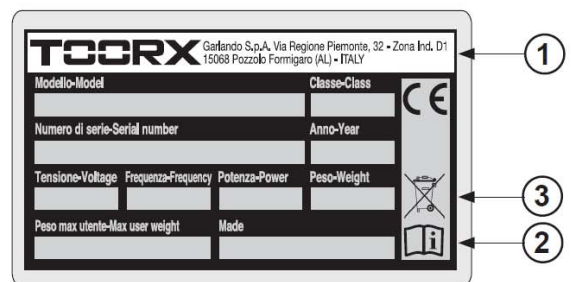 TOORX Garlando S.p.A. Via Regione Piemonte, 32 - Zona Ind. D1
15068 Pozzolo Formigaro (AL) - ITALY
1
Modello-Model Classe-Class
CE
Numero di serie-Serial number Anno-Year
Tensione-Voltage Frequenza-Frequency Potenza-Power Peso-Weight
3
Peso max utente-Max user weight Made
i
2